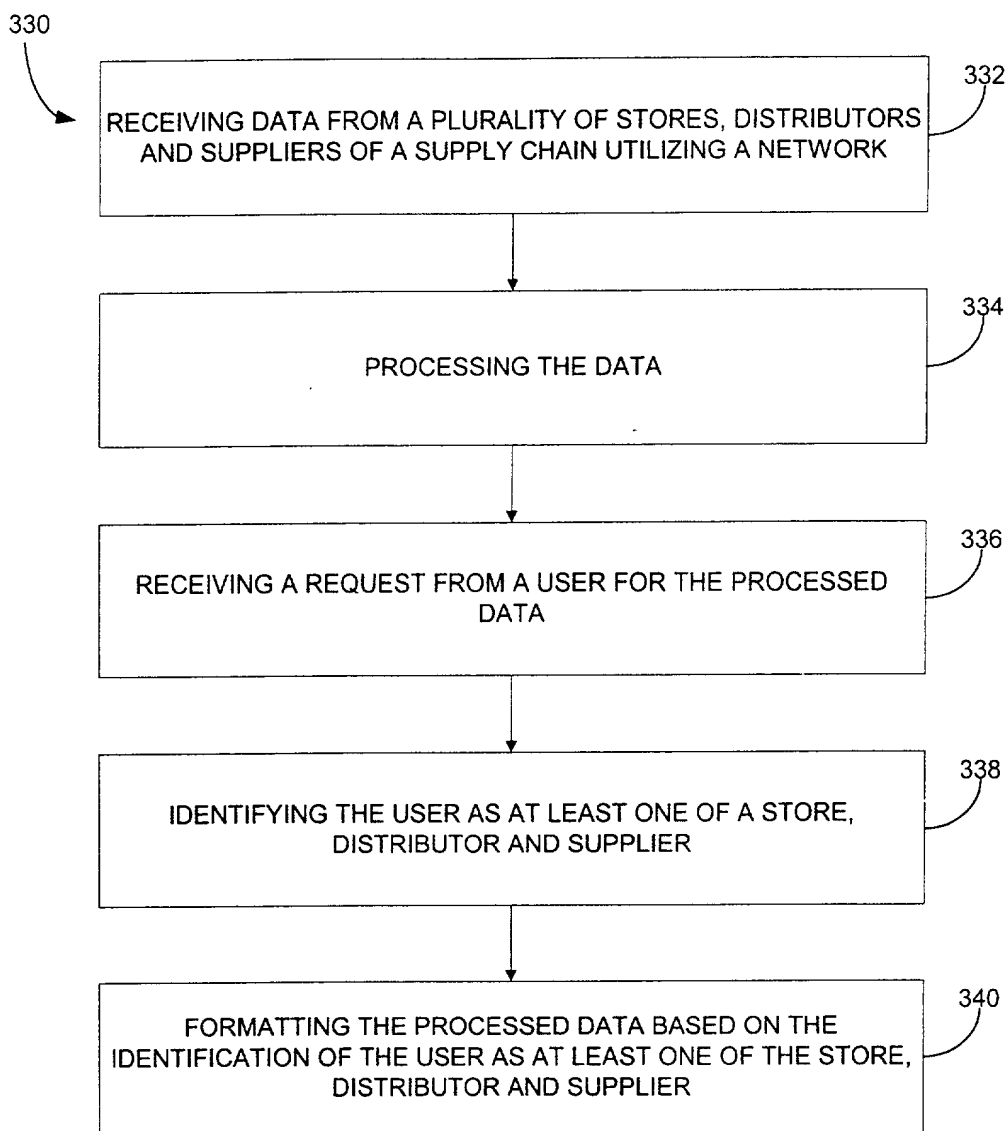 330
332
RECEIVING DATA FROM A PLURALITY OF STORES, DISTRIBUTORS
AND SUPPLIERS OF A SUPPLY CHAIN UTILIZING A NETWORK
334
PROCESSING THE DATA
336
RECEIVING A REQUEST FROM A USER FOR THE PROCESSED
DATA
338
IDENTIFYING THE USER AS AT LEAST ONE OF A STORE,
DISTRIBUTOR AND SUPPLIER
340
FORMATTING THE PROCESSED DATA BASED ON THE
IDENTIFICATION OF THE USER AS AT LEAST ONE OF THE STORE,
DISTRIBUTOR AND SUPPLIER